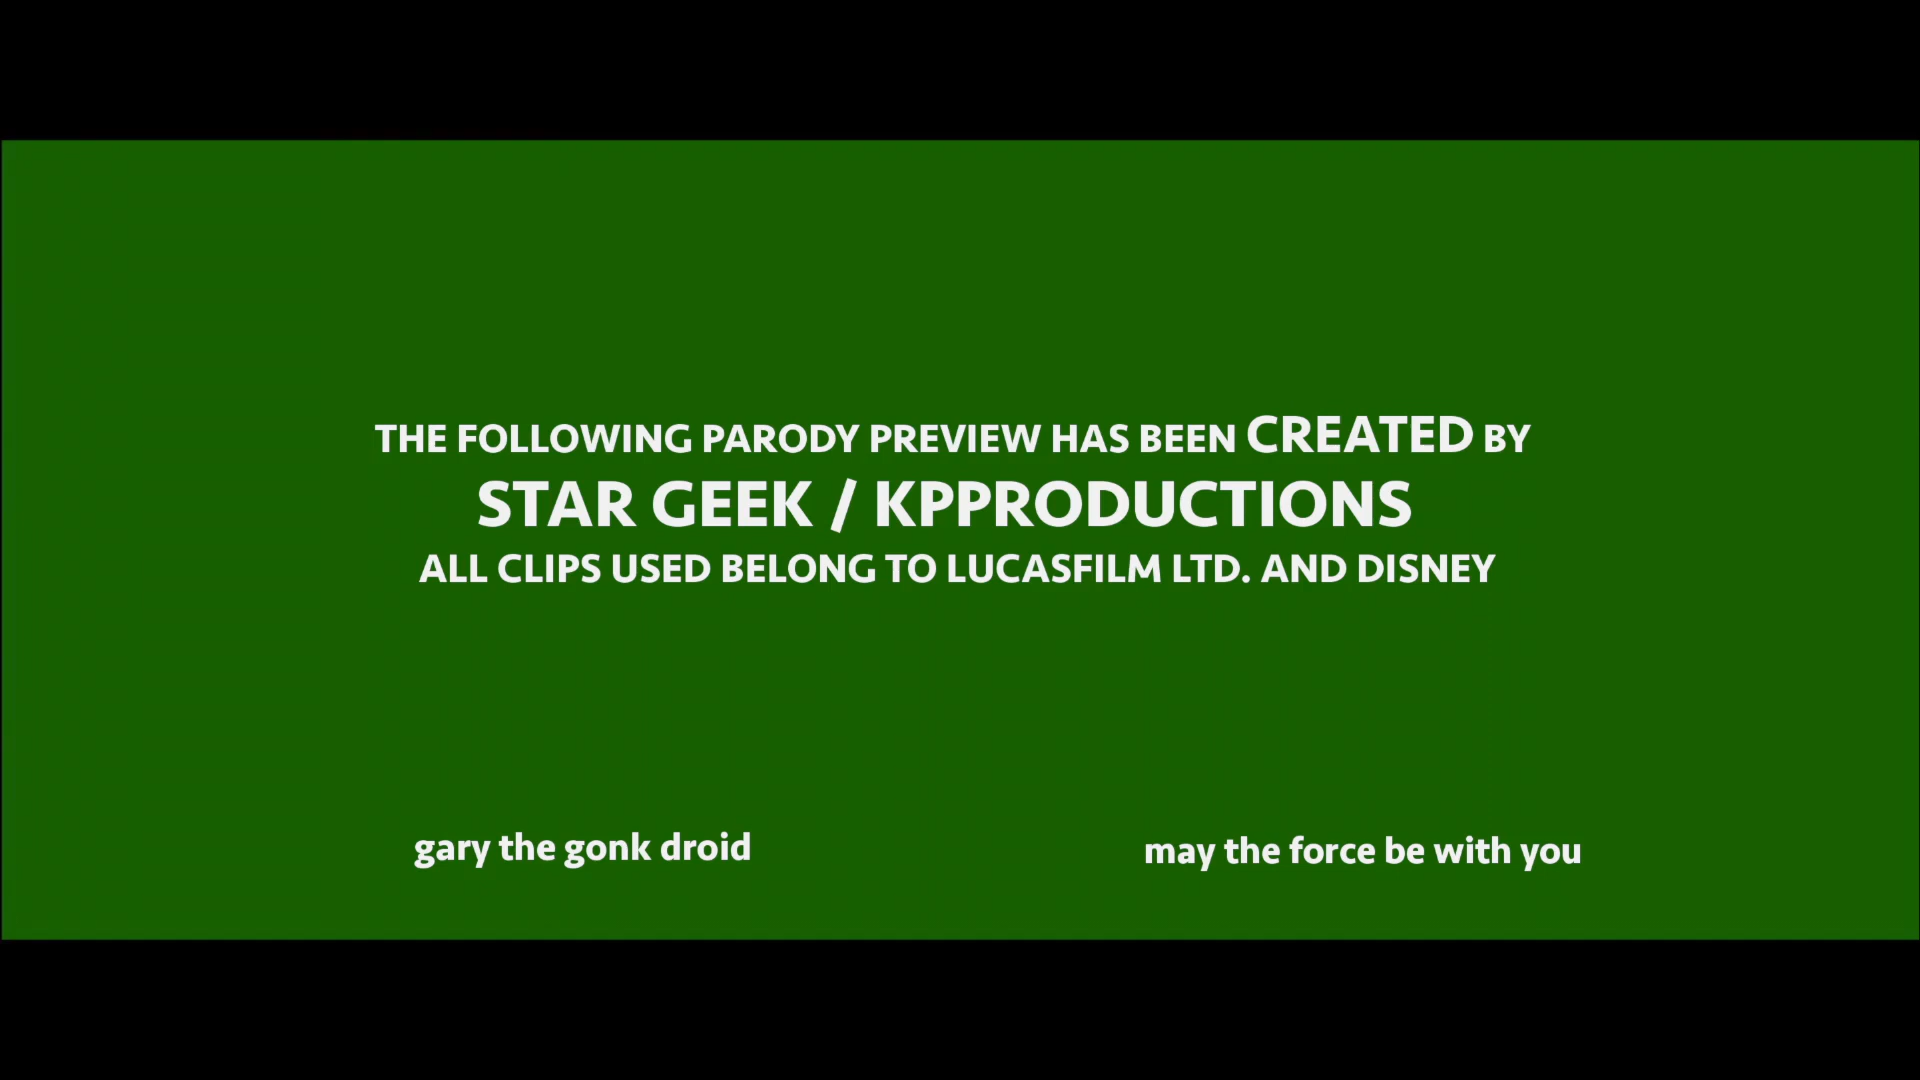 THE FOLLOWING PARODY PREVIEW HAS BEEN CREATED BY
STAR GEEK / KPPRODUCTIONS
ALL CLIPS USED BELONG TO LUCASFILM LTD. AND DISNEY
gary the gonk droid
may the force be with you